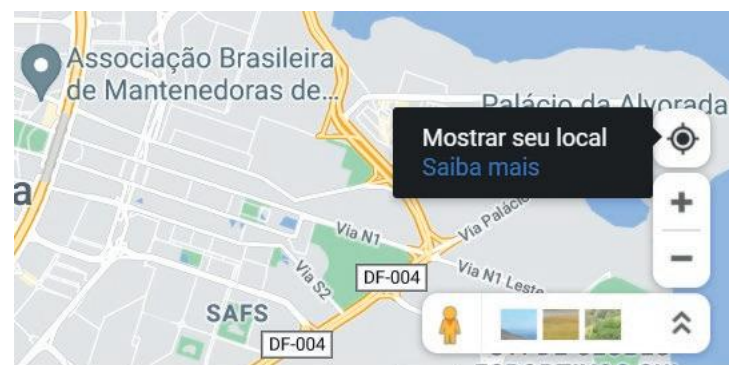 Associação Brasileira
de Mantenedoras de...
Palácio da Alvorada
Mostrar seu local
Saiba mais
a
Via Palácio
Via N1
DF-004
Via N1 Leste
Via S2
SAFS
DF-004